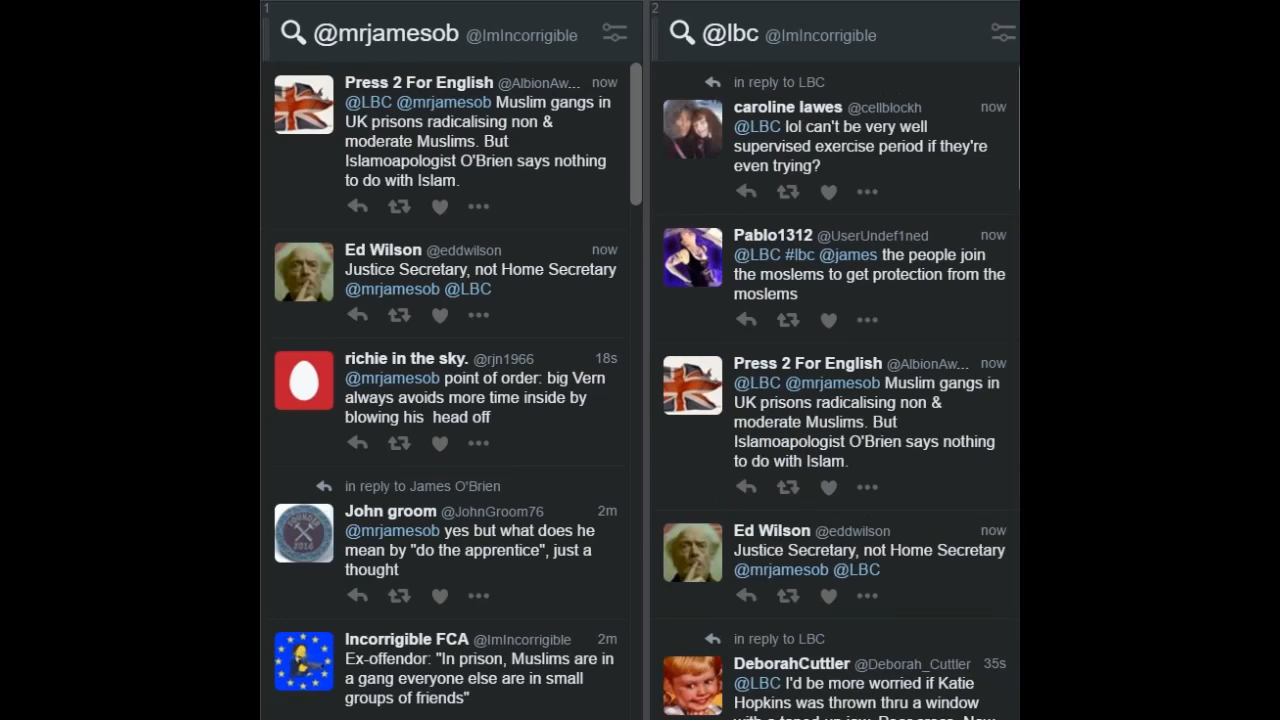 1
@mrjamesob @ImIncorrigible
Press 2 For English @AlbionAw... now
@LBC @mrjamesob Muslim gangs in
UK prisons radicalising non &
moderate Muslims. But
Islamoapologist O'Brien says nothing
to do with Islam.
Ed Wilson @eddwilson now
Justice Secretary, not Home Secretary
@mrjamesob @LBC
richie in the sky. @rjn1966 18s
@mrjamesob point of order: big Vern
always avoids more time inside by
blowing his head off
in reply to James O'Brien
John groom @JohnGroom76 2m
@mrjamesob yes but what does he
mean by "do the apprentice", just a
thought
Incorrigible FCA @ImIncorrigible 2m
Ex-offender: "In prison, Muslims are in
a gang everyone else are in small
groups of friends"
2
@lbc @ImIncorrigible
in reply to LBC
caroline lawes @cellblockh now
@LBC lol can't be very well
supervised exercise period if they're
even trying?
Pablo1312 @UserUndef1ned now
@LBC #lbc @james the people join
the moslems to get protection from the
moslems
Press 2 For English @AlbionAw... now
@LBC @mrjamesob Muslim gangs in
UK prisons radicalising non &
moderate Muslims. But
Islamoapologist O'Brien says nothing
to do with Islam.
Ed Wilson @eddwilson now
Justice Secretary, not Home Secretary
@mrjamesob @LBC
in reply to LBC
DeborahCuttler @Deborah_Cuttler 35s
@LBC I'd be more worried if Katie
Hopkins was thrown thru a window